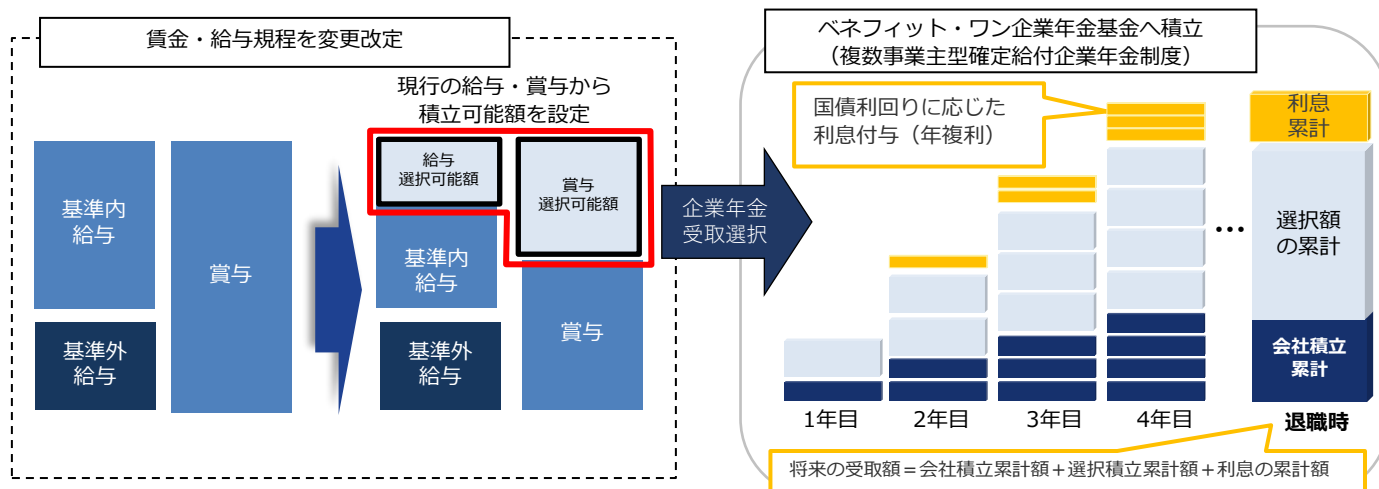 賃金・給与規程を変更改定
現行の給与・賞与から
積立可能額を設定
基準内
給与
基準外
給与
賞与
給与
選択可能額
賞与
選択可能額
基準内
給与
基準外
給与
賞与
企業年金
受取選択
ベネフィット・ワン企業年金基金へ積立
（複数事業主型確定給付企業年金制度）
国債利回りに応じた
利息付与（年複利）
利息
累計
選択額
の累計
会社積立
累計
…
1年目
2年目
3年目
4年目
退職時
将来の受取額＝会社積立累計額＋選択積立累計額＋利息の累計額